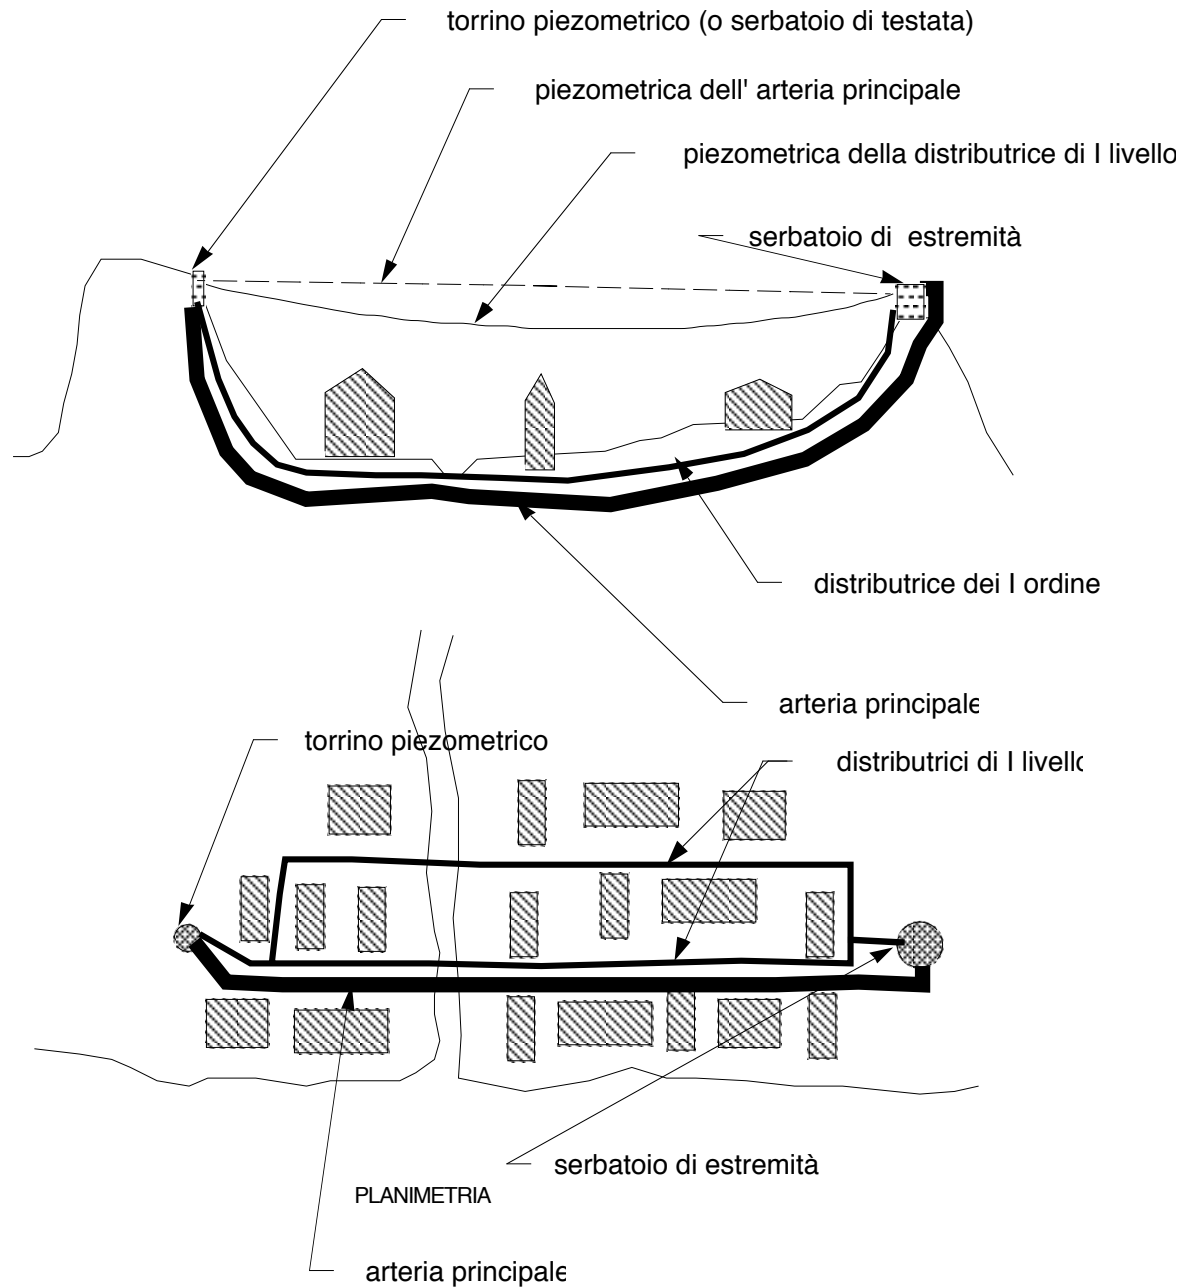 torrino piezometrico (o serbatoio di testata)
piezometrica dell' arteria principale
piezometrica della distributrice di I livello
serbatoio di estremità
distributrice dei I ordine
arteria principale
torrino piezometrico
distributrici di I livello
serbatoio di estremità
PLANIMETRIA
arteria principale